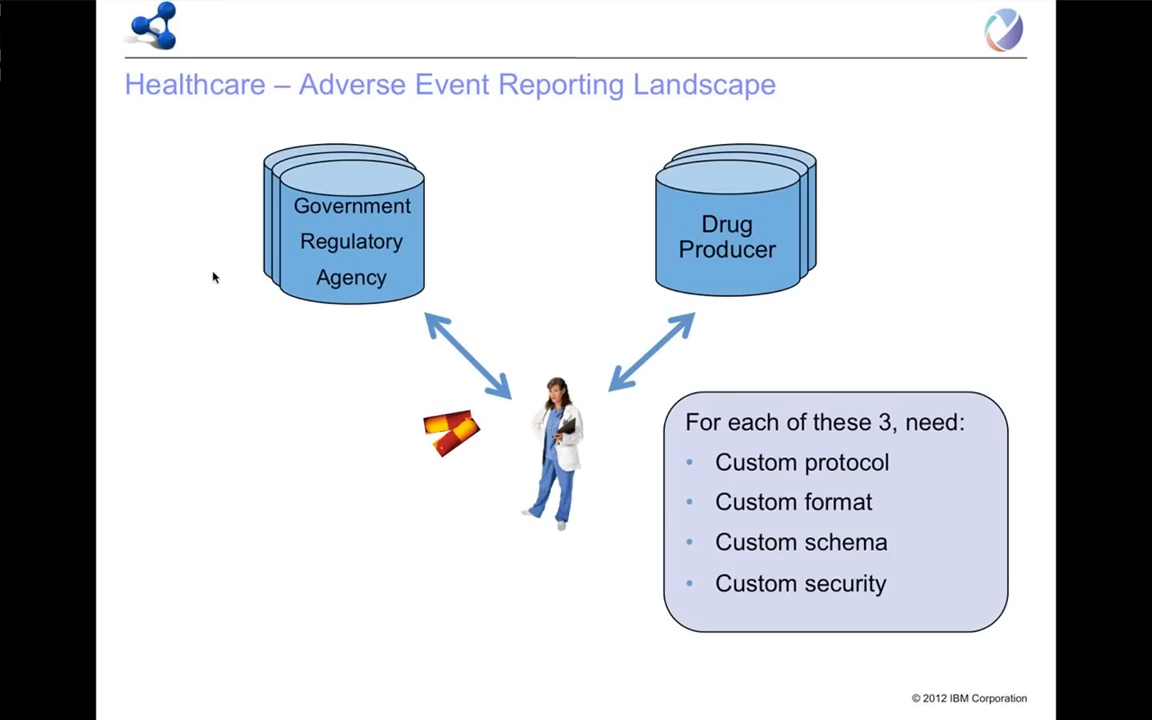 Healthcare – Adverse Event Reporting Landscape
Government
Regulatory
Agency
Drug
Producer
For each of these 3, need:
• Custom protocol
• Custom format
• Custom schema
• Custom security
© 2012 IBM Corporation